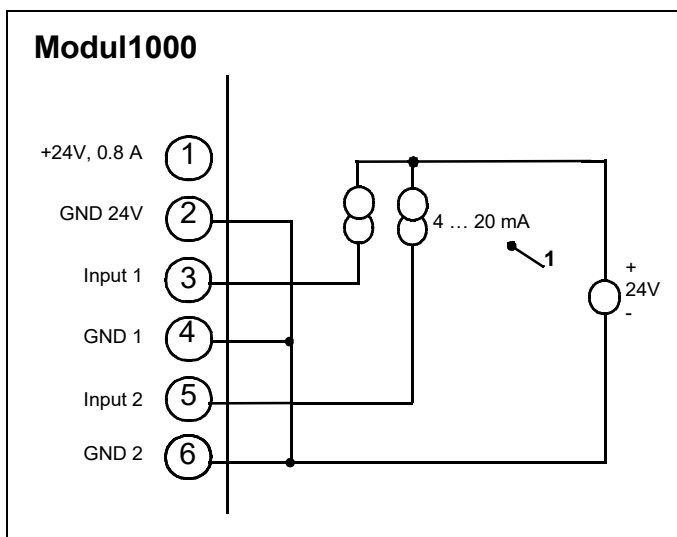 Modul1000
+24V, 0.8 A 1
GND 24V 2
Input 1 3
GND 1 4
Input 2 5
GND 2 6
4 … 20 mA
1
+
24V
-